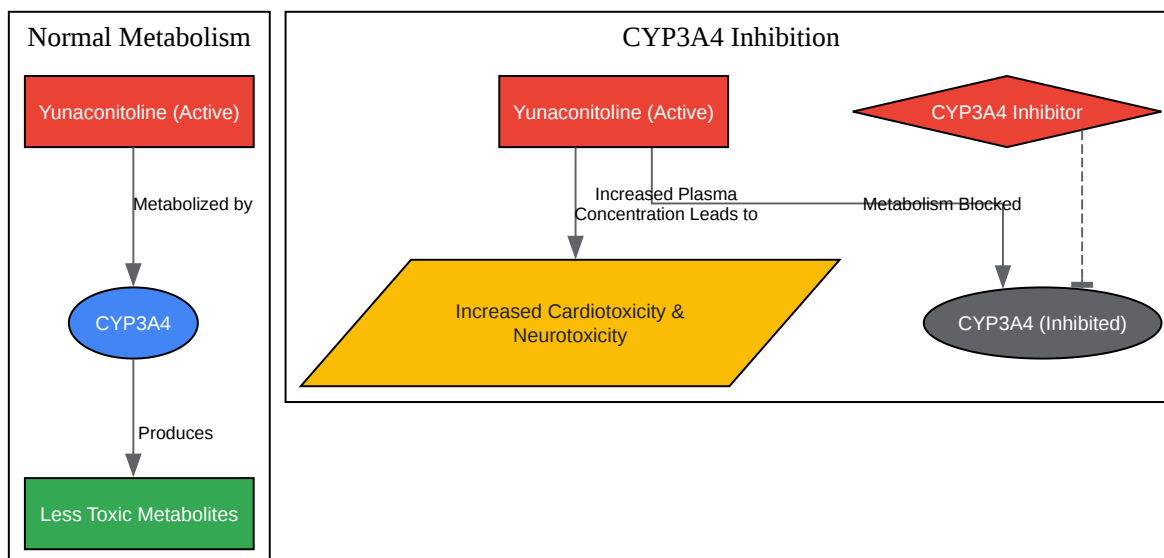 Normal Metabolism
Yunaconitoline (Active)
Metabolized by
CYP3A4
Produces
Less Toxic Metabolites
CYP3A4 Inhibition
Yunaconitoline (Active)
CYP3A4 Inhibitor
Increased Plasma
Concentration Leads to
Metabolism Blocked
Increased Cardiotoxicity &
Neurotoxicity
CYP3A4 (Inhibited)